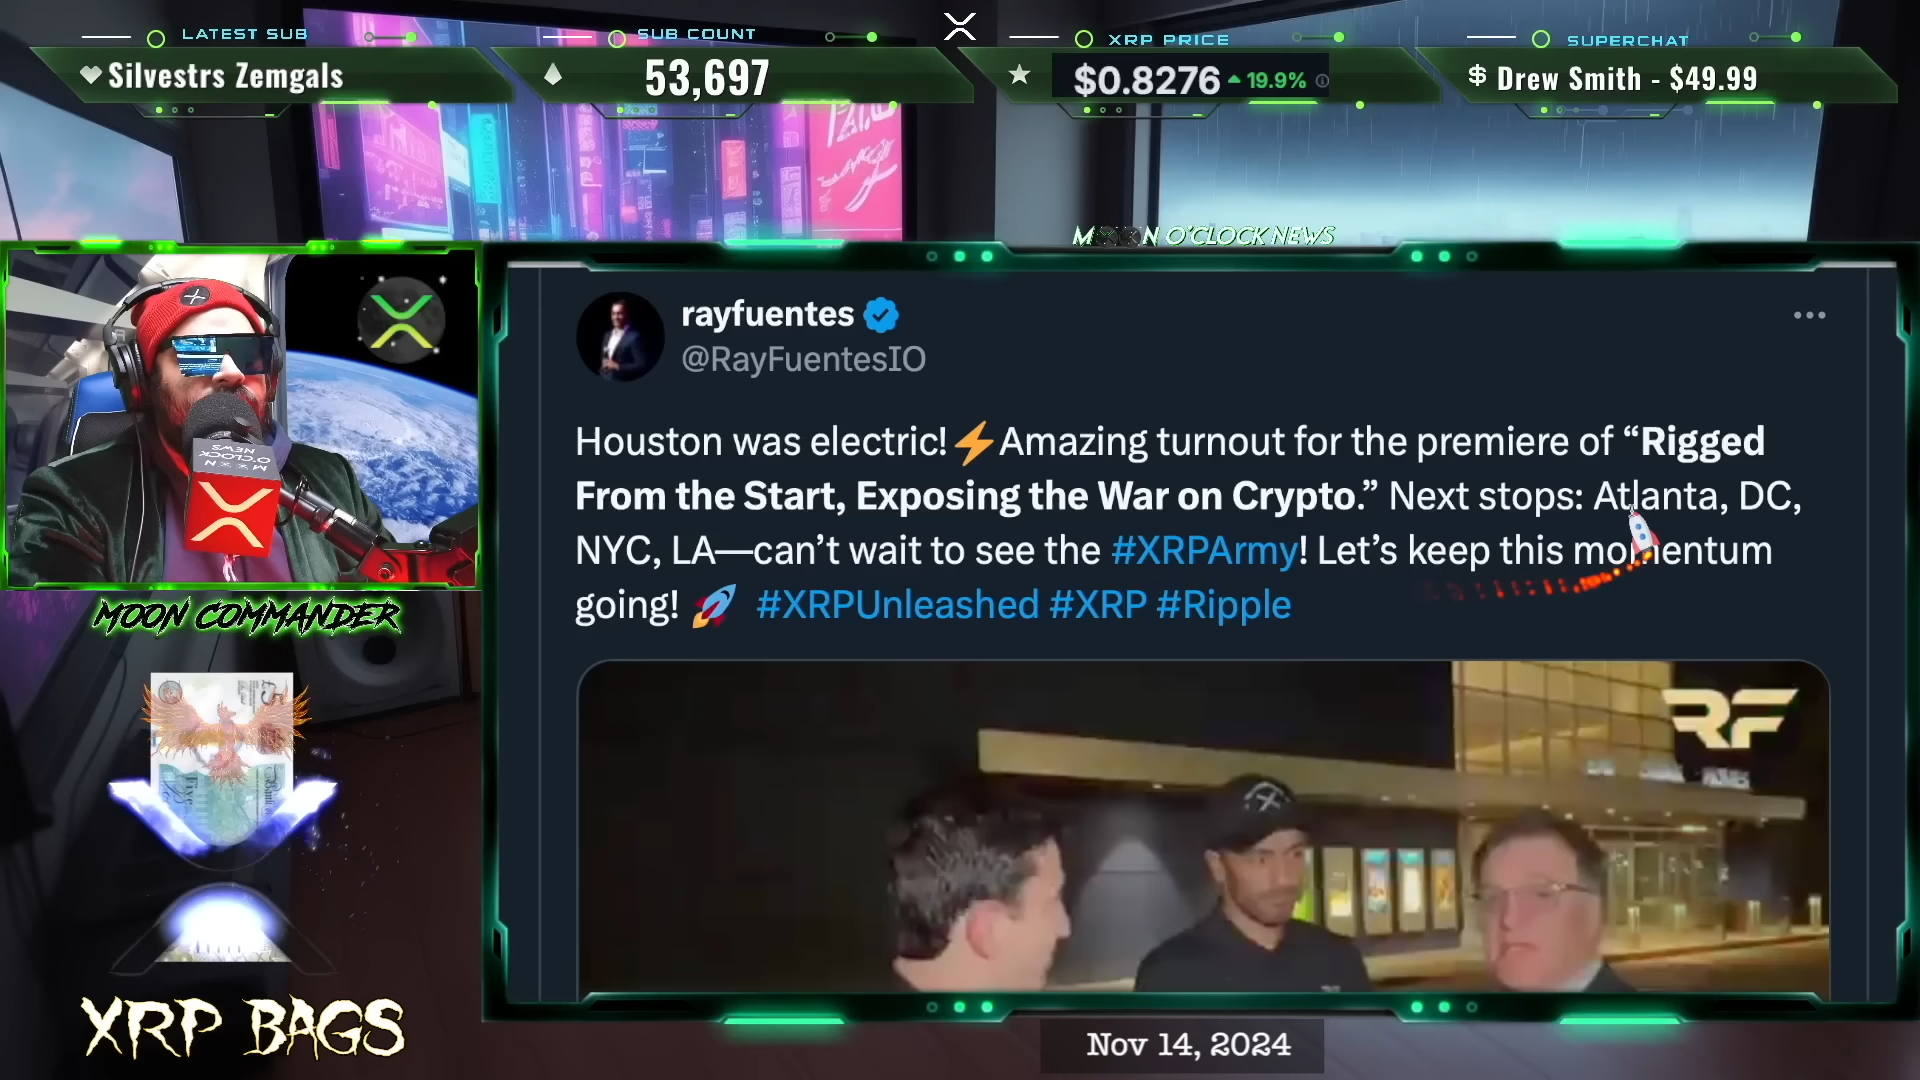 LATEST SUB
Silvestrs Zemgals
SUB COUNT
53,697
XRP PRICE
$0.8276 19.9%
SUPERCHAT
$ Drew Smith - $49.99
MOON O'CLOCK NEWS
rayfuentes
@RayFuentesIO
Houston was electric!⚡Amazing turnout for the premiere of “Rigged
From the Start, Exposing the War on Crypto.” Next stops: Atlanta, DC,
NYC, LA—can’t wait to see the #XRPArmy! Let’s keep this momentum
going! 🚀 #XRPUnleashed #XRP #Ripple
RF
MOON COMMANDER
XRP BAGS
Nov 14, 2024